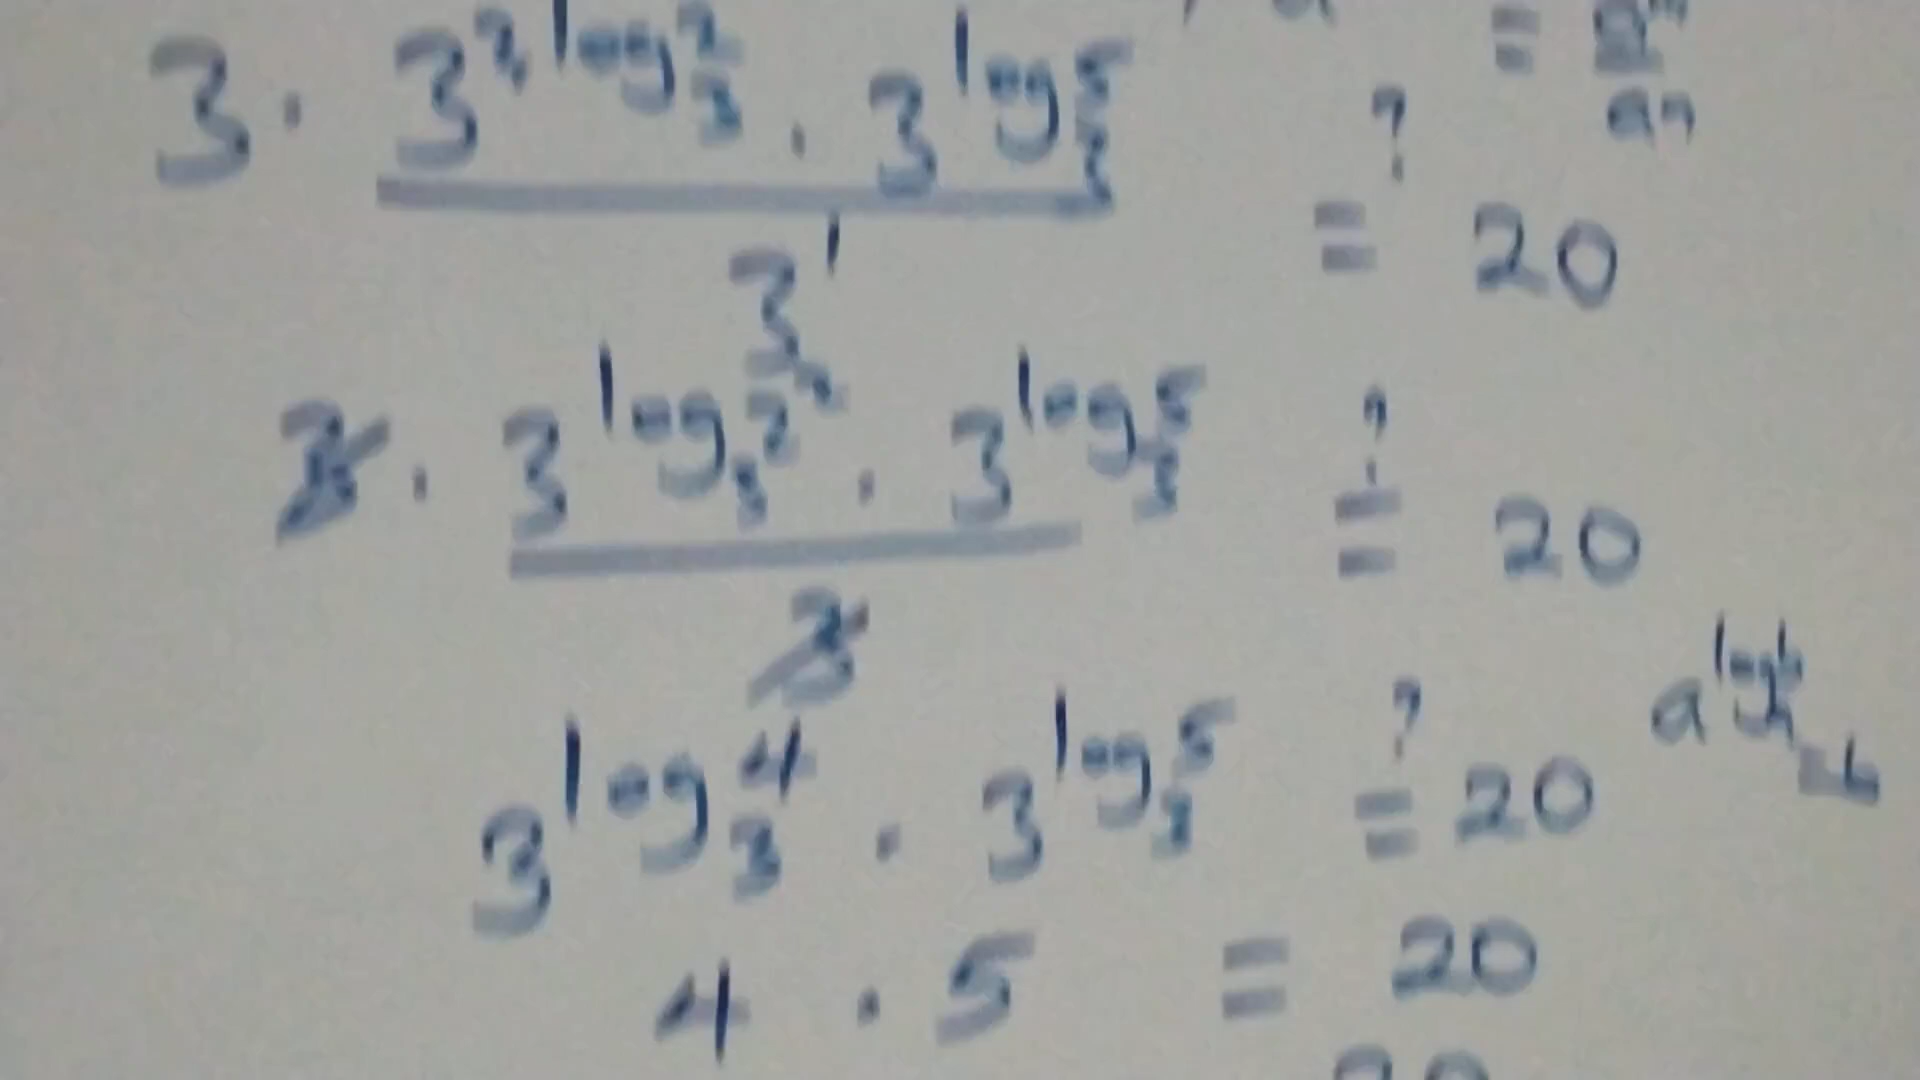 3 · 3^{2 log_3 2} · 3^{log_3 5} / 3^1 ?= 20
= a^m / a^n
3 · 3^{log_3 2^2} · 3^{log_3 5} / 3 ?= 20
3^{log_3 4} · 3^{log_3 5} ?= 20
a^{log_a b} = b
4 · 5 = 20